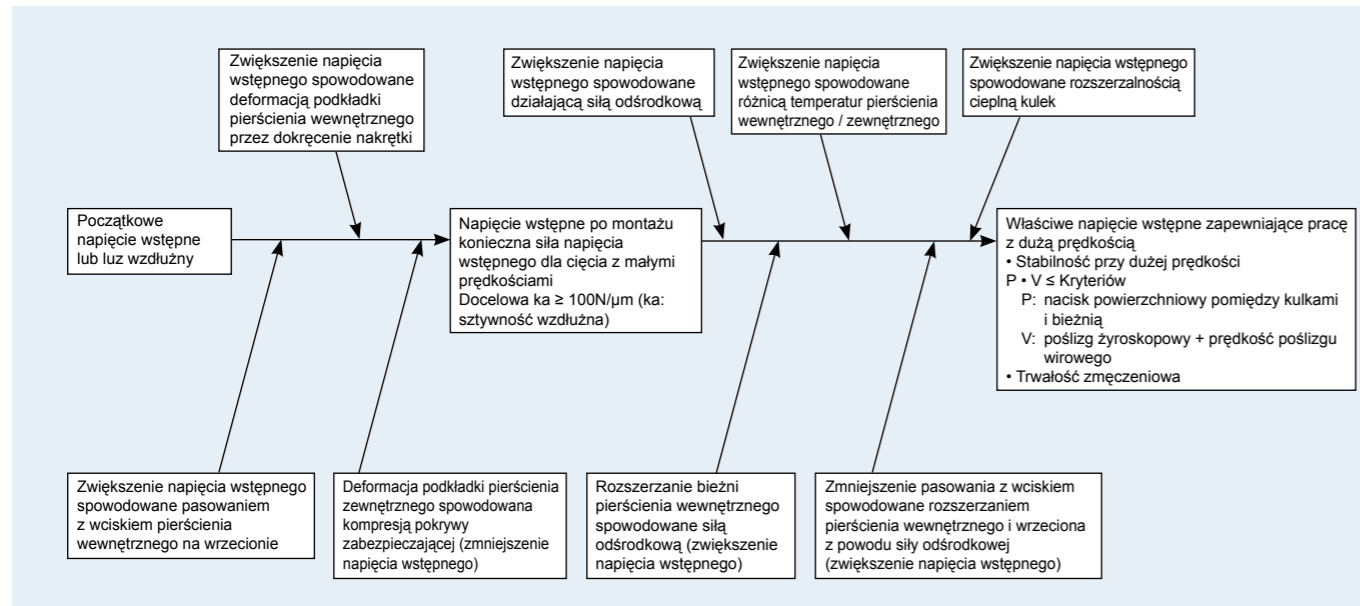 Zwiększenie napięcia
wstępnego spowodowane
deformacją podkładki
pierścienia wewnętrznego
przez dokręcenie nakrętki
Zwiększenie napięcia
wstępnego spowodowane
działającą siłą odśrodkową
Zwiększenie napięcia
wstępnego spowodowane
różnicą temperatur pierścienia
wewnętrznego / zewnętrznego
Zwiększenie napięcia wstępnego
spowodowane rozszerzalnością
cieplną kulek
Początkowe
napięcie wstępne
lub luz wzdłużny
Napięcie wstępne po montażu
konieczna siła napięcia
wstępnego dla cięcia z małymi
prędkościami
Docelowa ka ≥ 100N/µm (ka:
sztywność wzdłużna)
Właściwe napięcie wstępne zapewniające pracę
z dużą prędkością
• Stabilność przy dużej prędkości
P • V ≤ Kryteriów
P: nacisk powierzchniowy pomiędzy kulkami
i bieżnią
V: poślizg żyroskopowy + prędkość poślizgu
wirowego
• Trwałość zmęczeniowa
Zwiększenie napięcia wstępnego
spowodowane pasowaniem
z wciskiem pierścienia
wewnętrznego na wrzecionie
Deformacja podkładki pierścienia
zewnętrznego spowodowana
kompresją pokrywy
zabezpieczającej (zmniejszenie
napięcia wstępnego)
Rozszerzanie bieżni
pierścienia wewnętrznego
spowodowane siłą
odśrodkową (zwiększenie
napięcia wstępnego)
Zmniejszenie pasowania z wciskiem
spowodowane rozszerzaniem
pierścienia wewnętrznego i wrzeciona
z powodu siły odśrodkowej
(zwiększenie napięcia wstępnego)